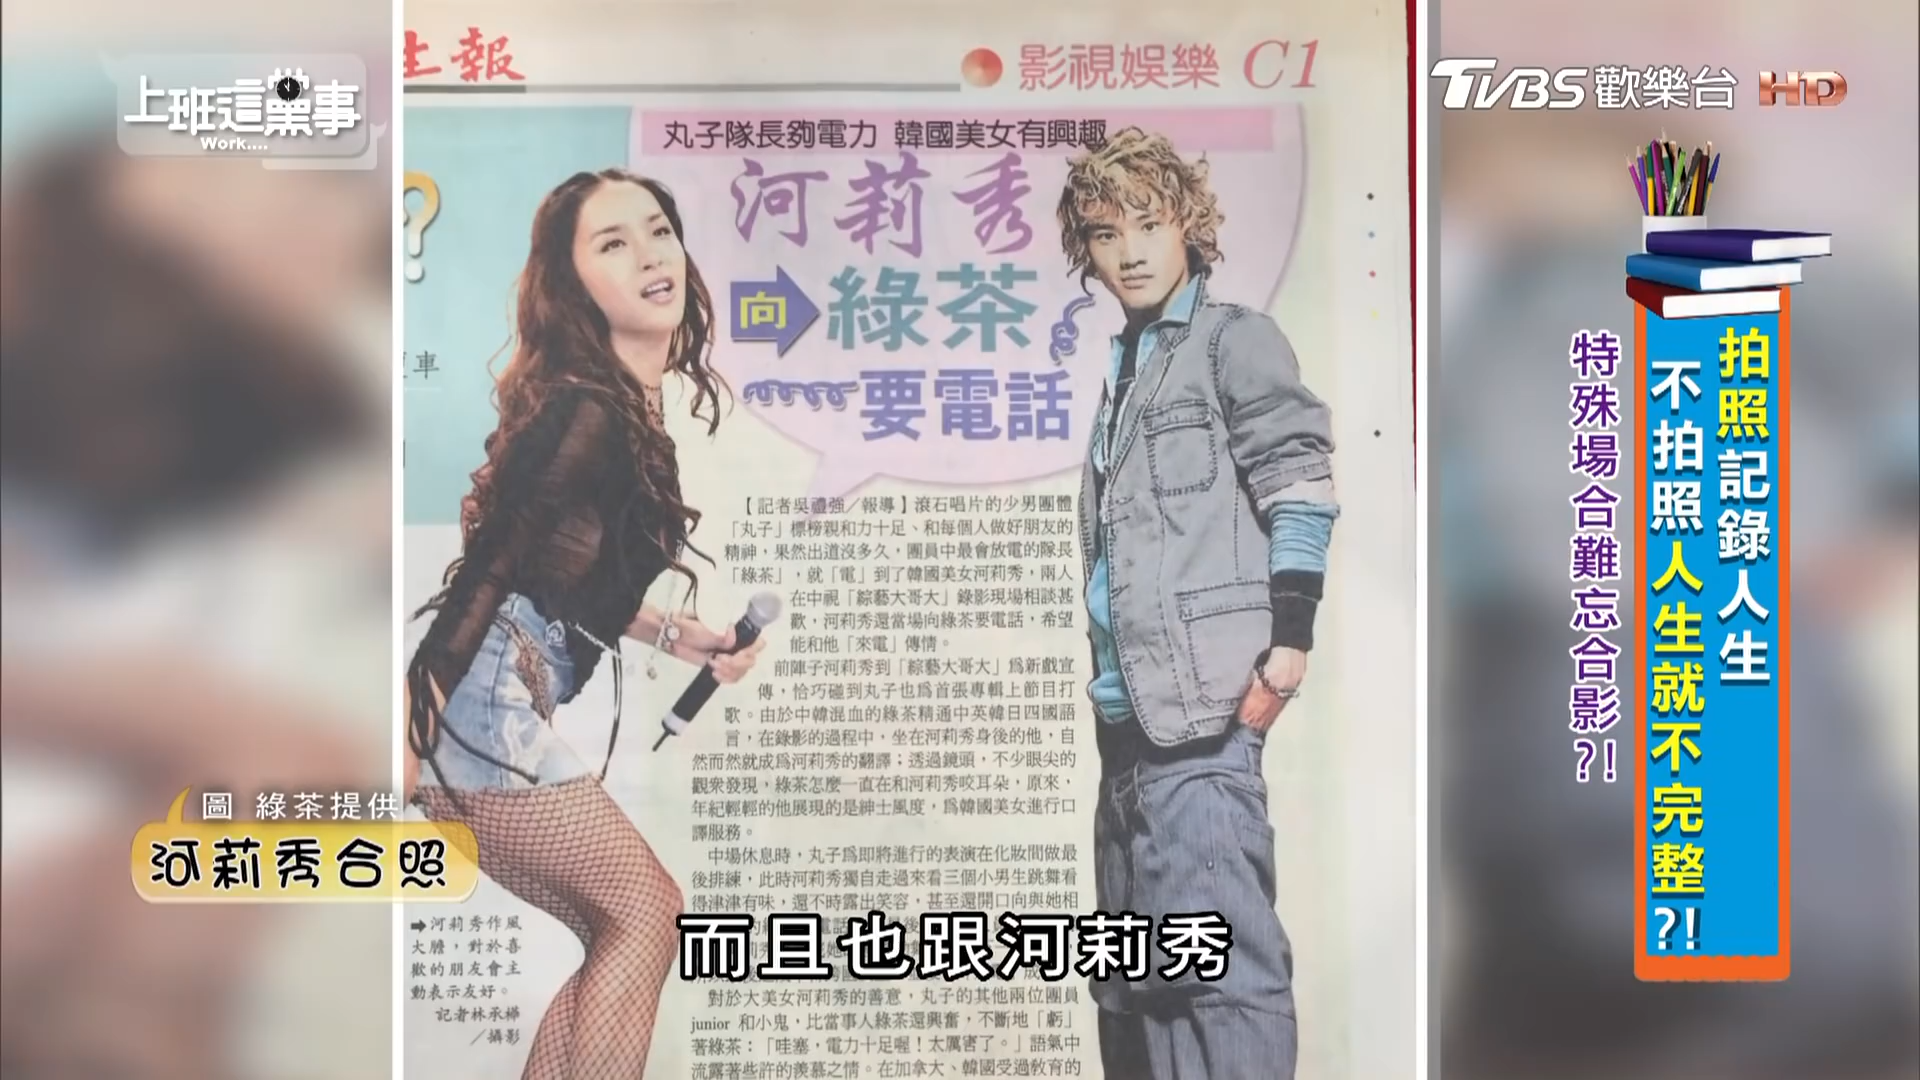 上班這黨事
Work....
TVBS歡樂台 HD
生報
影視娛樂 C1
丸子隊長夠電力 韓國美女有興趣
河莉秀
向綠茶
要電話
?
車
【記者吳禮強／報導】滾石唱片的少男團體
「丸子」標榜親和力十足、和每個人做好朋友的
精神，果然出道沒多久，團員中最會放電的隊長
「綠茶」，就「電」到了韓國美女河莉秀，兩人
在中視「綜藝大哥大」錄影現場相談甚
歡，河莉秀還當場向綠茶要電話，希望
能和他「來電」傳情。
前陣子河莉秀到「綜藝大哥大」爲新戲宣
傳，恰巧碰到丸子也爲首張專輯上節目打
歌。由於中韓混血的綠茶精通中英韓日四國語
言，在錄影的過程中，坐在河莉秀身後的他，自
然而然就成爲河莉秀的翻譯；透過鏡頭，不少眼尖的
觀眾發現，綠茶怎麼一直在和河莉秀咬耳朵，原來，
年紀輕輕的他展現的是紳士風度，爲韓國美女進行口
譯服務。
中場休息時，丸子爲即將進行的表演在化妝間做最
後排練，此時河莉秀獨自走過來看三個小男生跳舞看
得津津有味，還不時露出笑容，甚至還開口向與她相
對於大美女河莉秀的善意，丸子的其他兩位團員
junior 和小鬼，比當事人綠茶還興奮，不斷地「虧」
著綠茶：「哇塞，電力十足喔！太厲害了。」語氣中
流露著些許的羨慕之情。在加拿大、韓國受過教育的
➡河莉秀作風
大膽，對於喜
歡的朋友會主
動表示友好。
記者林承樺
／攝影
圖 綠茶提供
河莉秀合照
而且也跟河莉秀
拍照記錄人生
不拍照人生就不完整?!
特殊場合難忘合影?!